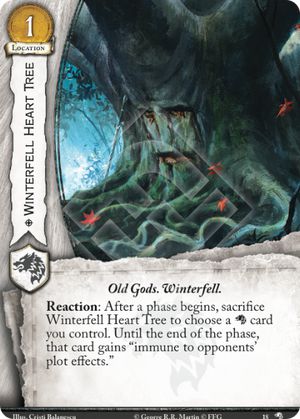 1
Location
Winterfell Heart Tree
Old Gods. Winterfell.
Reaction: After a phase begins, sacrifice
Winterfell Heart Tree to choose a card
you control. Until the end of the phase,
that card gains “immune to opponents’
plot effects.”
Illus. Cristi Balanescu
© George R.R. Martin © FFG
18